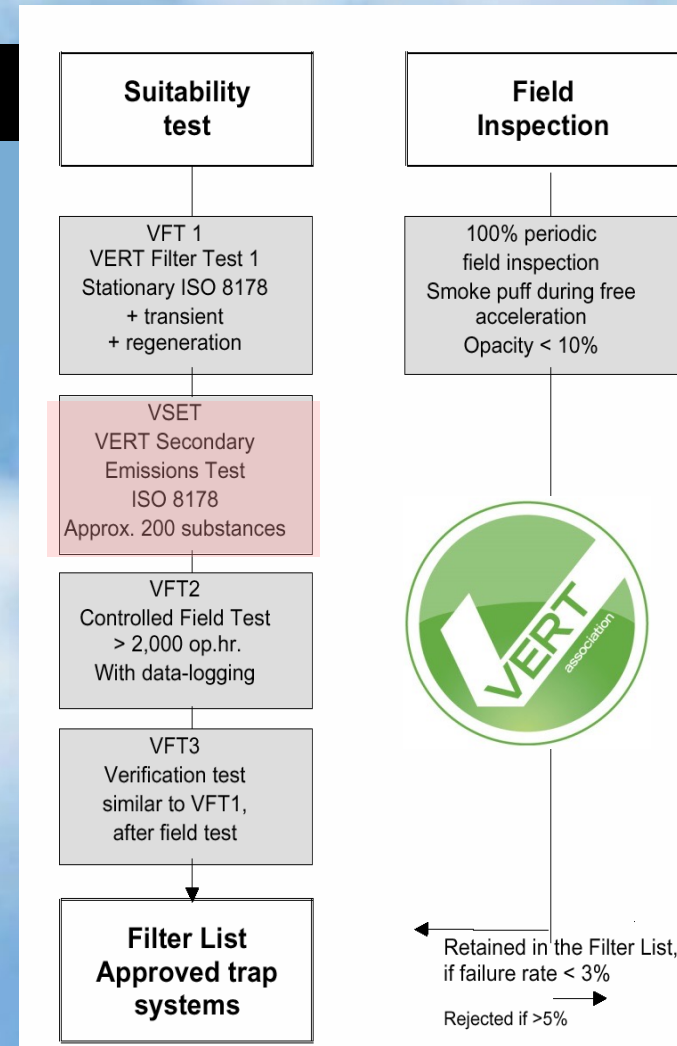 Suitability
test
VFT 1
VERT Filter Test 1
Stationary ISO 8178
+ transient
+ regeneration
VSET
VERT Secondary
Emissions Test
ISO 8178
Approx. 200 substances
VFT2
Controlled Field Test
> 2,000 op.hr.
With data-logging
VFT3
Verification test
similar to VFT1,
after field test
Filter List
Approved trap
systems
Field
Inspection
100% periodic
field inspection
Smoke puff during free
acceleration
Opacity < 10%
VERT
association
Retained in the Filter List,
if failure rate < 3%
Rejected if >5%